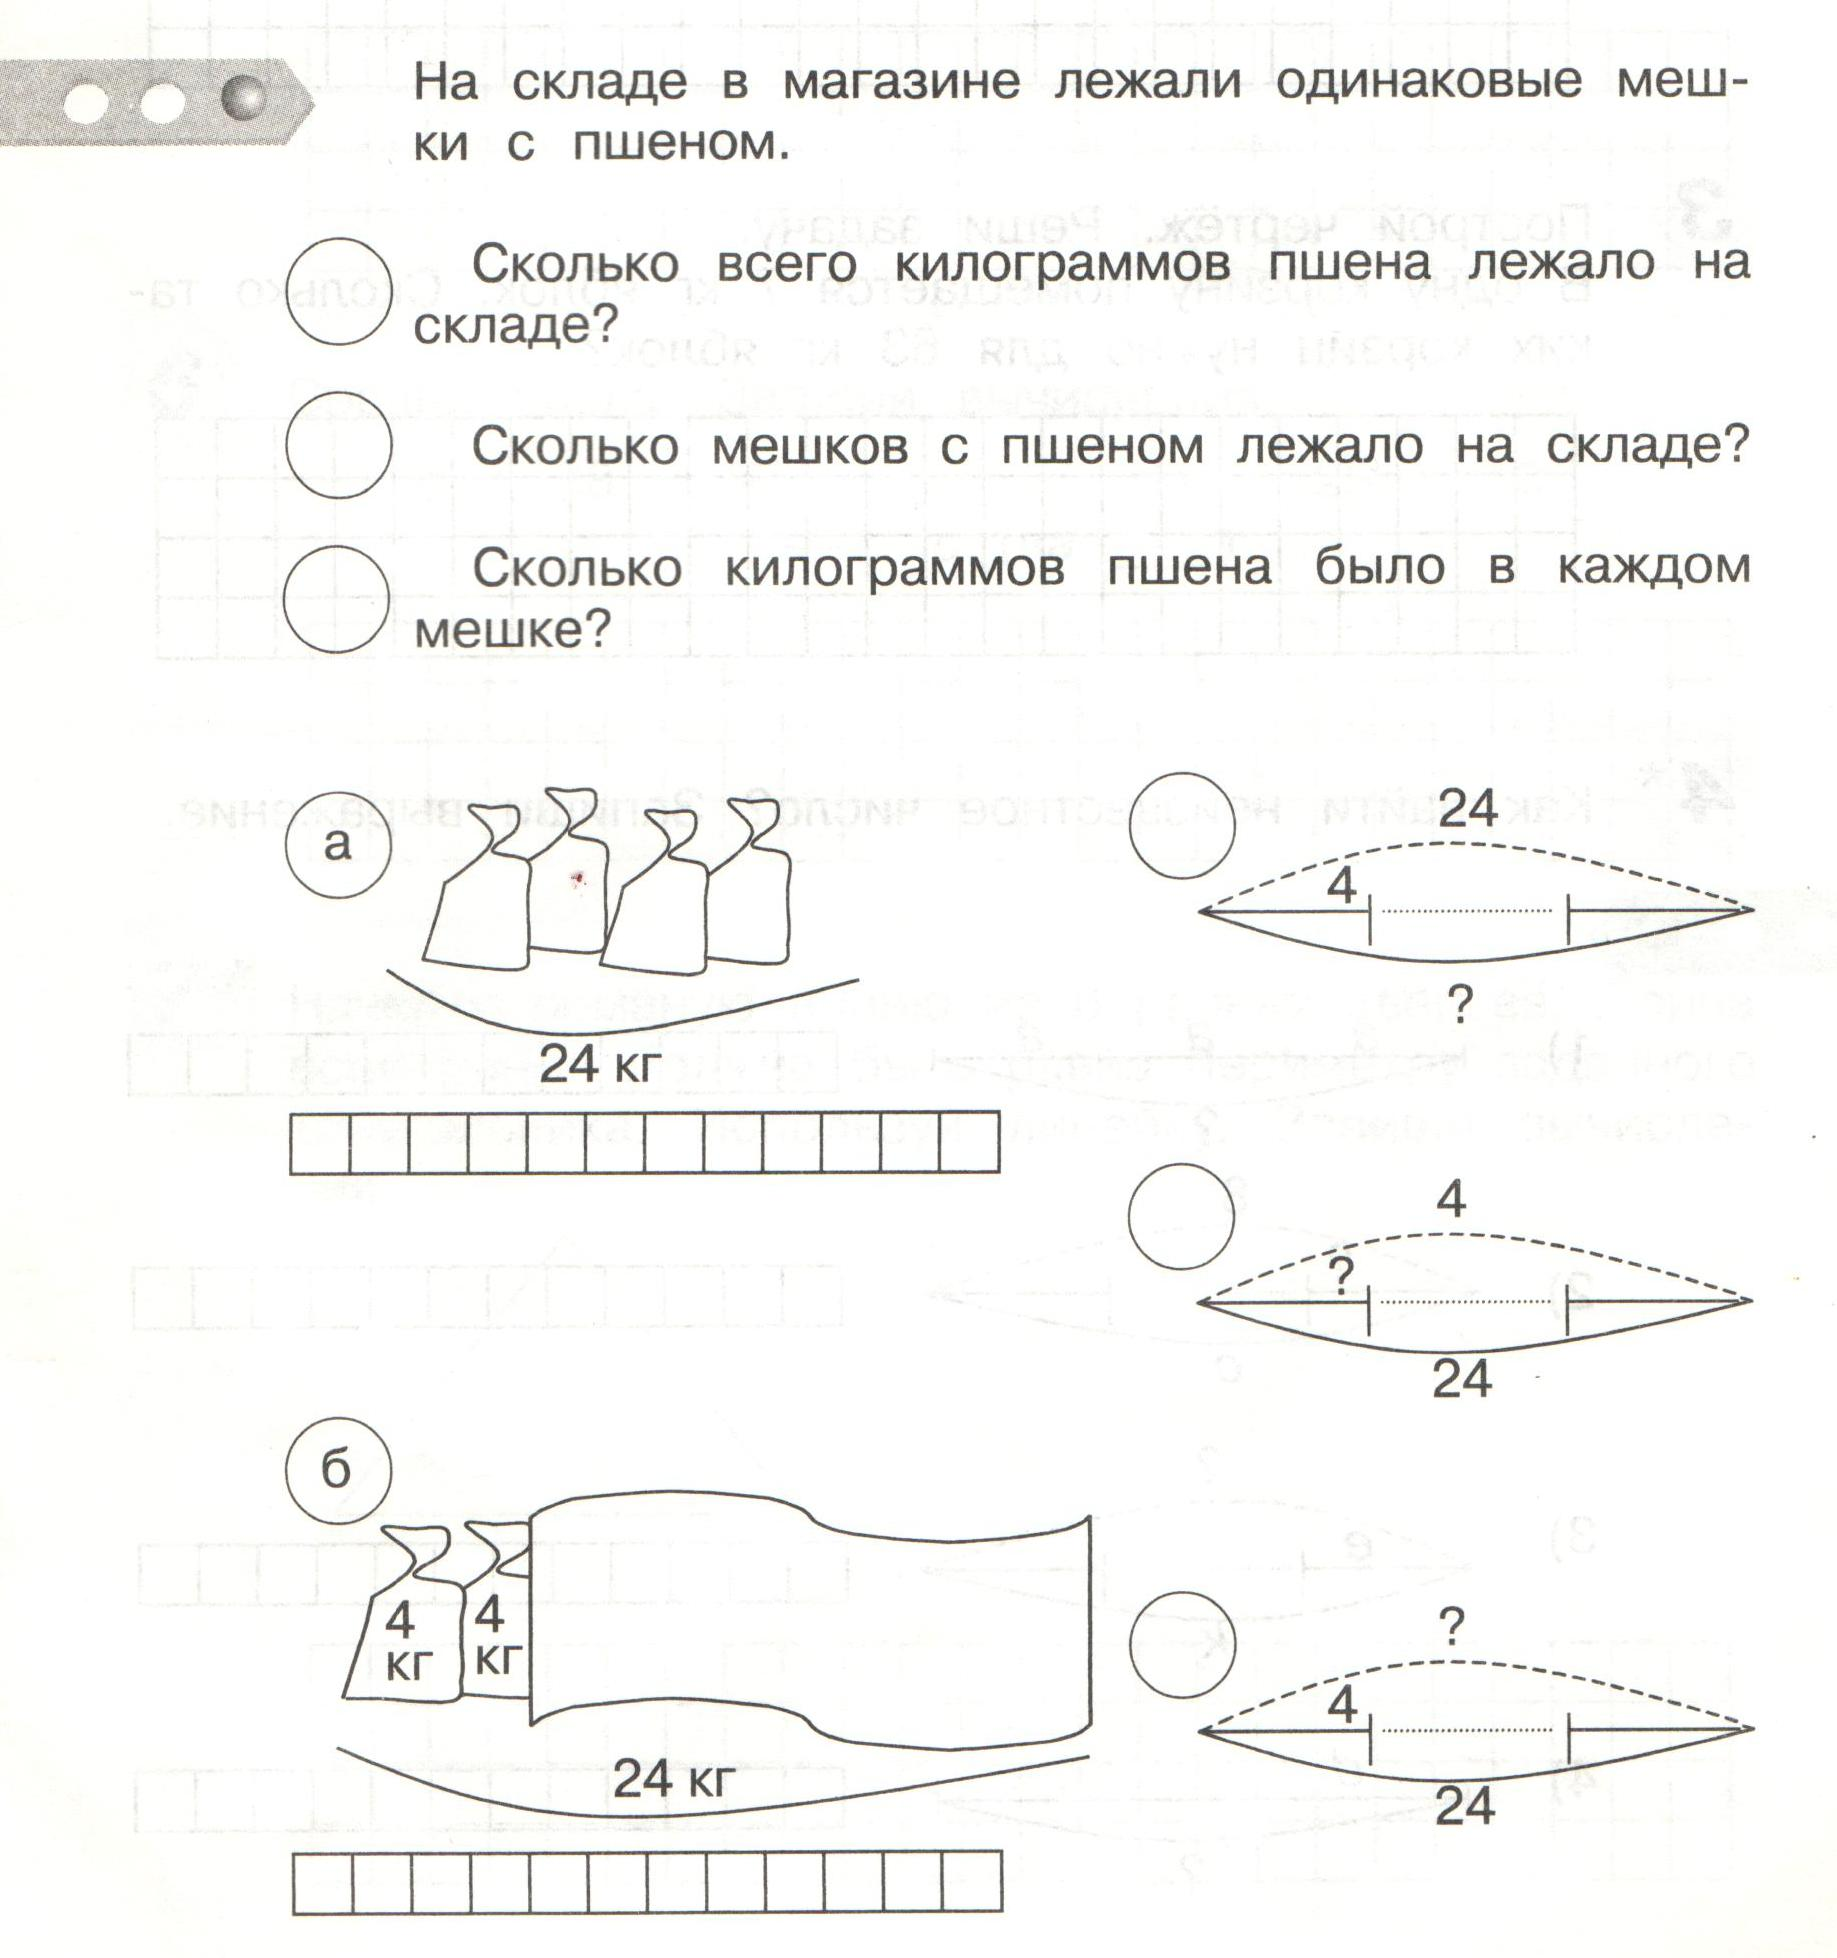 На складе в магазине лежали одинаковые меш-
ки с пшеном.
Сколько всего килограммов пшена лежало на
складе?
Сколько мешков с пшеном лежало на складе?
Сколько килограммов пшена было в каждом
мешке?
а
24 кг
24
4
?
4
?
24
б
4
кг
4
кг
24 кг
?
4
24